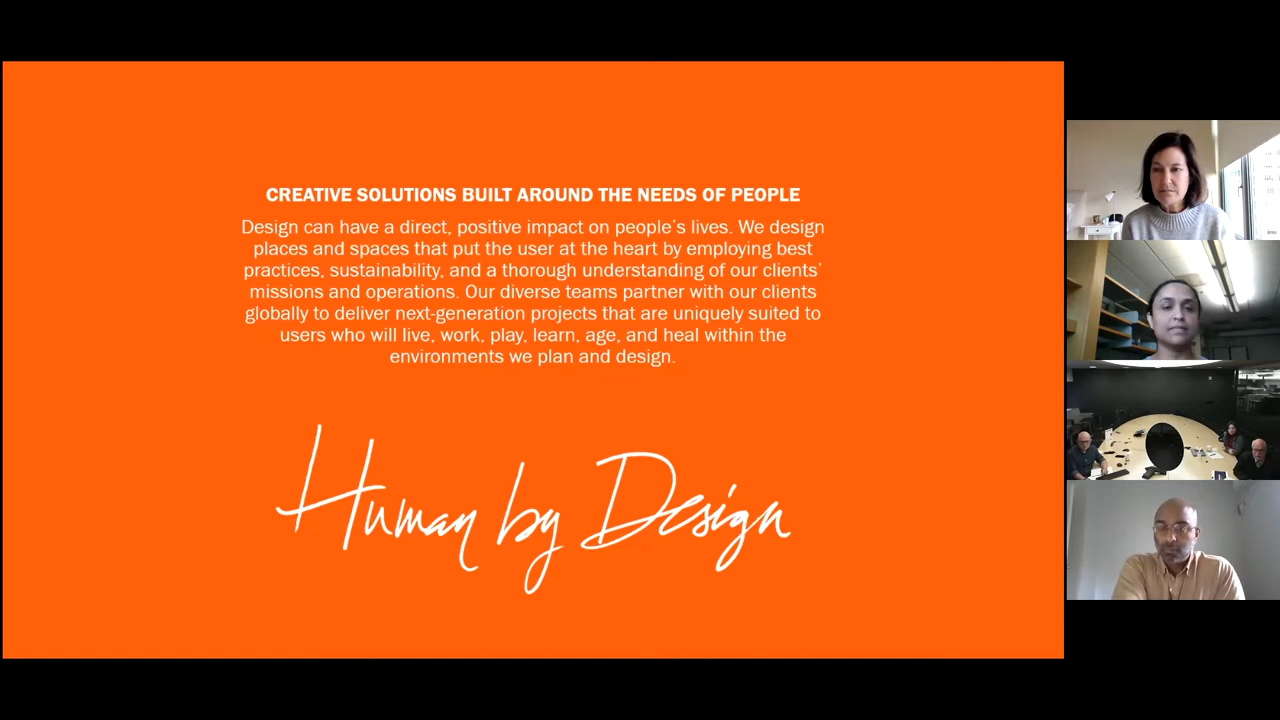 CREATIVE SOLUTIONS BUILT AROUND THE NEEDS OF PEOPLE
Design can have a direct, positive impact on people's lives. We design
places and spaces that put the user at the heart by employing best
practices, sustainability, and a thorough understanding of our clients'
missions and operations. Our diverse teams partner with our clients
globally to deliver next-generation projects that are uniquely suited to
users who will live, work, play, learn, age, and heal within the
environments we plan and design.
Human by Design